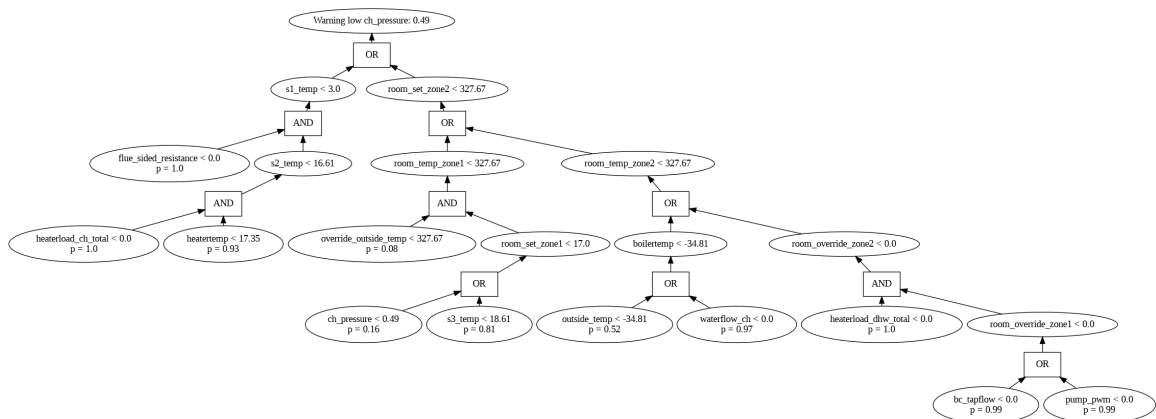 Warning low ch_pressure: 0.49
OR
s1_temp < 3.0
room_set_zone2 < 327.67
AND
OR
flue_sided_resistance < 0.0
p = 1.0
s2_temp < 16.61
room_temp_zone1 < 327.67
room_temp_zone2 < 327.67
AND
AND
OR
heaterload_ch_total < 0.0
p = 1.0
heatertemp < 17.35
p = 0.93
override_outside_temp < 327.67
p = 0.08
room_set_zone1 < 17.0
boilertemp < -34.81
room_override_zone2 < 0.0
OR
OR
AND
ch_pressure < 0.49
p = 0.16
s3_temp < 18.61
p = 0.81
outside_temp < -34.81
p = 0.52
waterflow_ch < 0.0
p = 0.97
heaterload_dhw_total < 0.0
p = 1.0
room_override_zone1 < 0.0
OR
bc_tapflow < 0.0
p = 0.99
pump_pwm < 0.0
p = 0.99